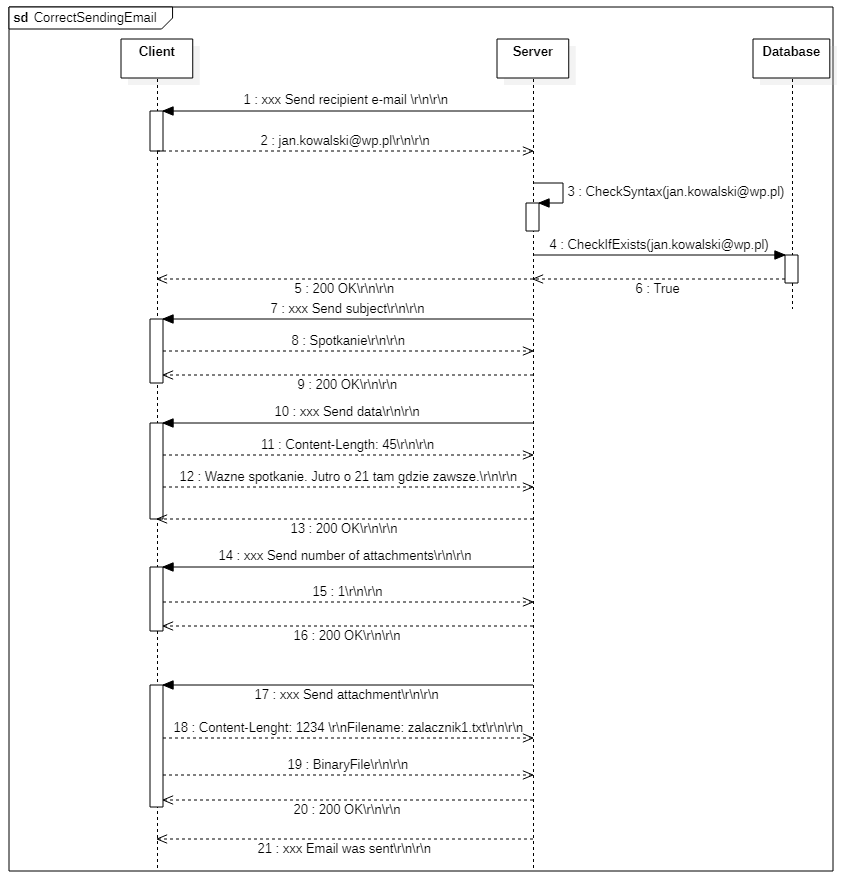 sd CorrectSendingEmail
Client
Server
Database
1 : xxx Send recipient e-mail \r\n\r\n
2 : jan.kowalski@wp.pl\r\n\r\n
3 : CheckSyntax(jan.kowalski@wp.pl)
4 : CheckIfExists(jan.kowalski@wp.pl)
5 : 200 OK\r\n\r\n
6 : True
7 : xxx Send subject\r\n\r\n
8 : Spotkanie\r\n\r\n
9 : 200 OK\r\n\r\n
10 : xxx Send data\r\n\r\n
11 : Content-Length: 45\r\n\r\n
12 : Wazne spotkanie. Jutro o 21 tam gdzie zawsze.\r\n\r\n
13 : 200 OK\r\n\r\n
14 : xxx Send number of attachments\r\n\r\n
15 : 1\r\n\r\n
16 : 200 OK\r\n\r\n
17 : xxx Send attachment\r\n\r\n
18 : Content-Lenght: 1234 \r\nFilename: zalacznik1.txt\r\n\r\n
19 : BinaryFile\r\n\r\n
20 : 200 OK\r\n\r\n
21 : xxx Email was sent\r\n\r\n